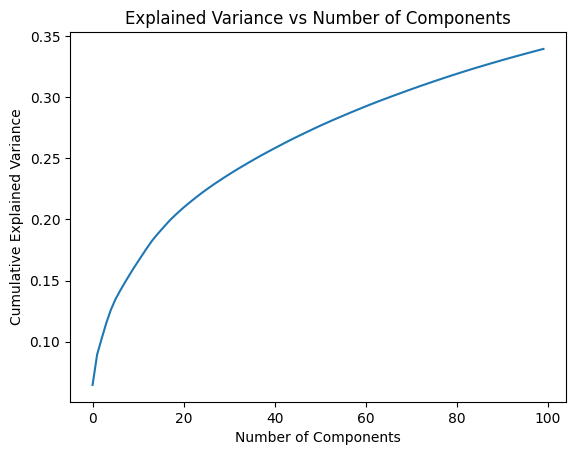 Explained Variance vs Number of Components
0.35
0.30
0.25
0.20
0.15
0.10
Cumulative Explained Variance
0 20 40 60 80 100
Number of Components